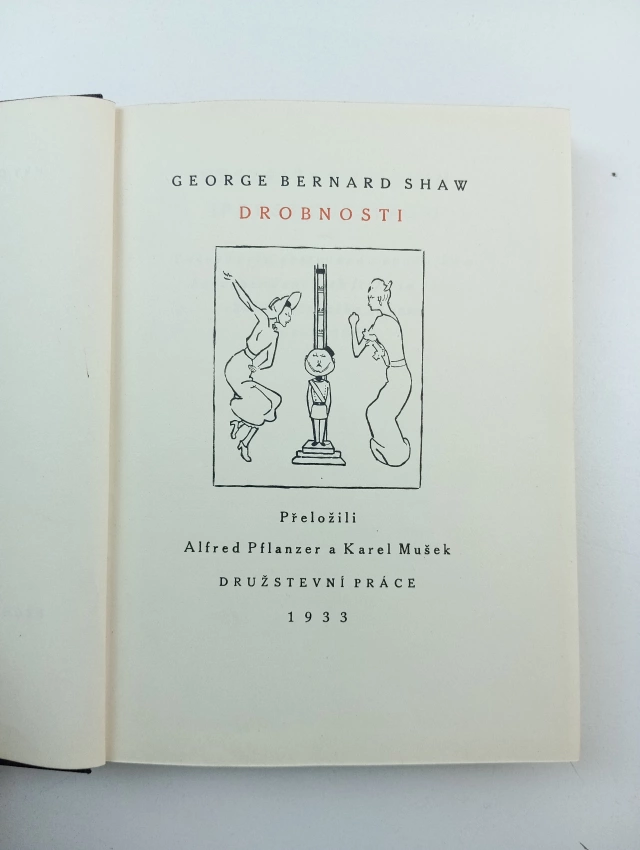 GEORGE BERNARD SHAW
DROBNOSTI
Přeložili
Alfred Pflanzer a Karel Mušek
DRUŽSTEVNÍ PRÁCE
1933